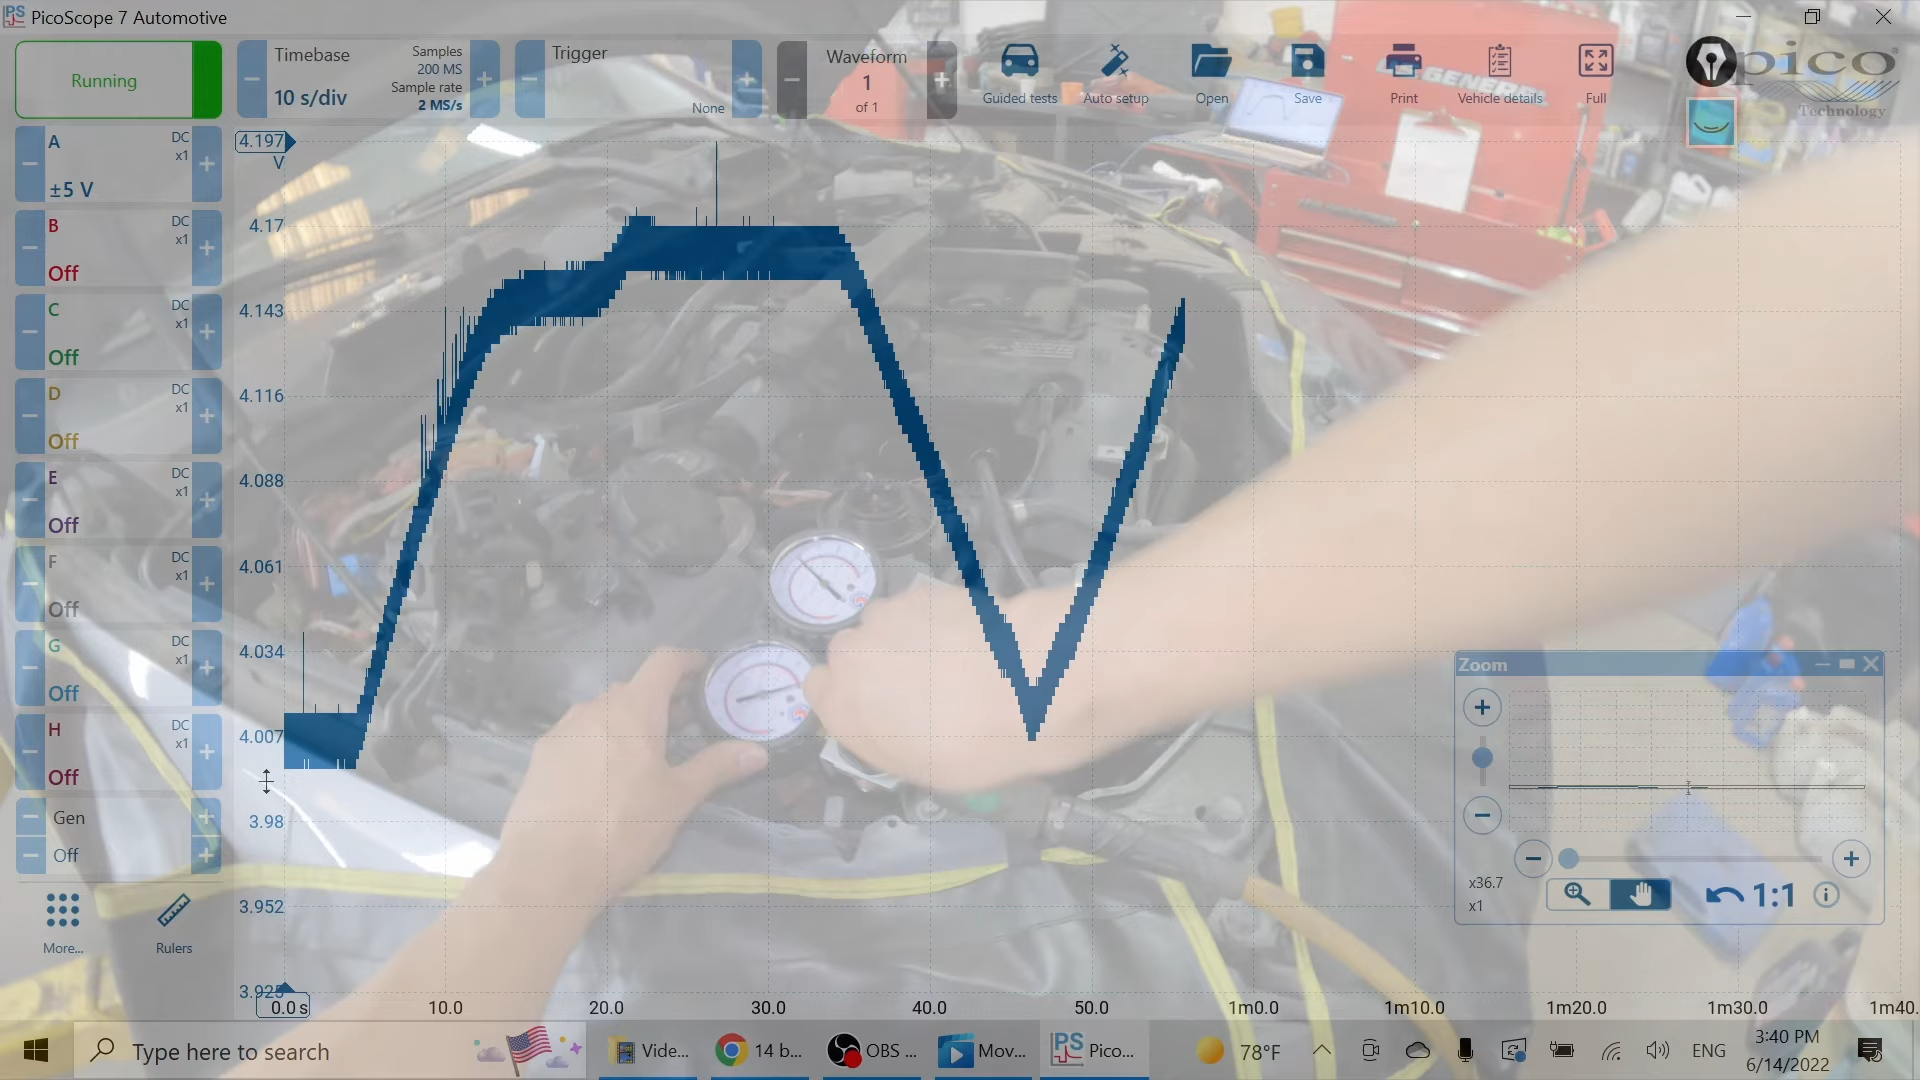 PicoScope 7 Automotive
Running
Timebase
10 s/div
Samples
200 MS
Sample rate
2 MS/s
Trigger
None
Waveform
1
of 1
Guided tests
Auto setup
Open
Save
Print
Vehicle details
Full
GENERAL
pico
Technology
A
DC
x1
±5 V
B
DC
x1
Off
C
DC
x1
Off
D
DC
x1
Off
E
DC
x1
Off
F
DC
x1
Off
G
DC
x1
Off
H
DC
x1
Off
Gen
Off
More...
Rulers
4.197
V
4.17
4.143
4.116
4.088
4.061
4.034
4.007
3.98
3.952
3.925
0.0 s
10.0
20.0
30.0
40.0
50.0
1m0.0
1m10.0
1m20.0
1m30.0
1m40.
Zoom
x36.7
x1
1:1
Type here to search
Vide...
14 b...
OBS ...
Mov...
PS
Pico...
78°F
ENG
3:40 PM
6/14/2022